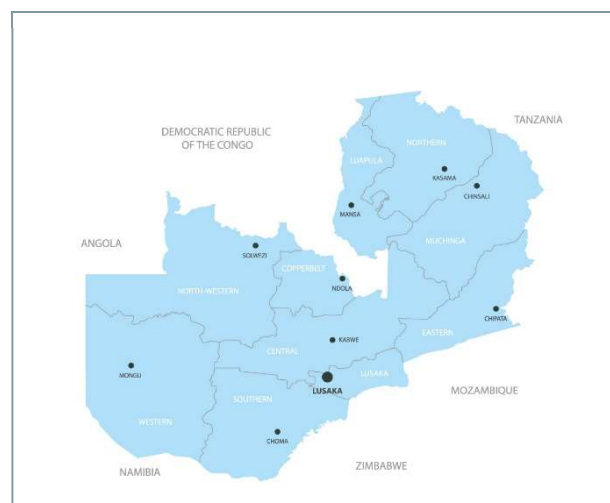 TANZANIA
DEMOCRATIC REPUBLIC
OF THE CONGO
NORTHERN
LUAPULA
KASAMA
CHINSALI
MANSA
ANGOLA
MUCHINGA
SOLWEZI
COPPERBELT
NDOLA
NORTH-WESTERN
CHIPATA
EASTERN
KABWE
CENTRAL
MONGU
LUSAKA
LUSAKA
MOZAMBIQUE
SOUTHERN
WESTERN
CHOMA
ZIMBABWE
NAMIBIA